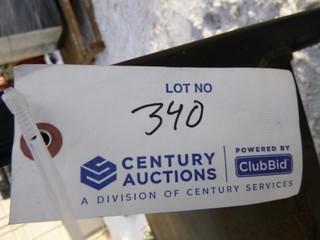 LOT NO
340
CENTURY AUCTIONS
POWERED BY
ClubBid
A DIVISION OF CENTURY SERVICES